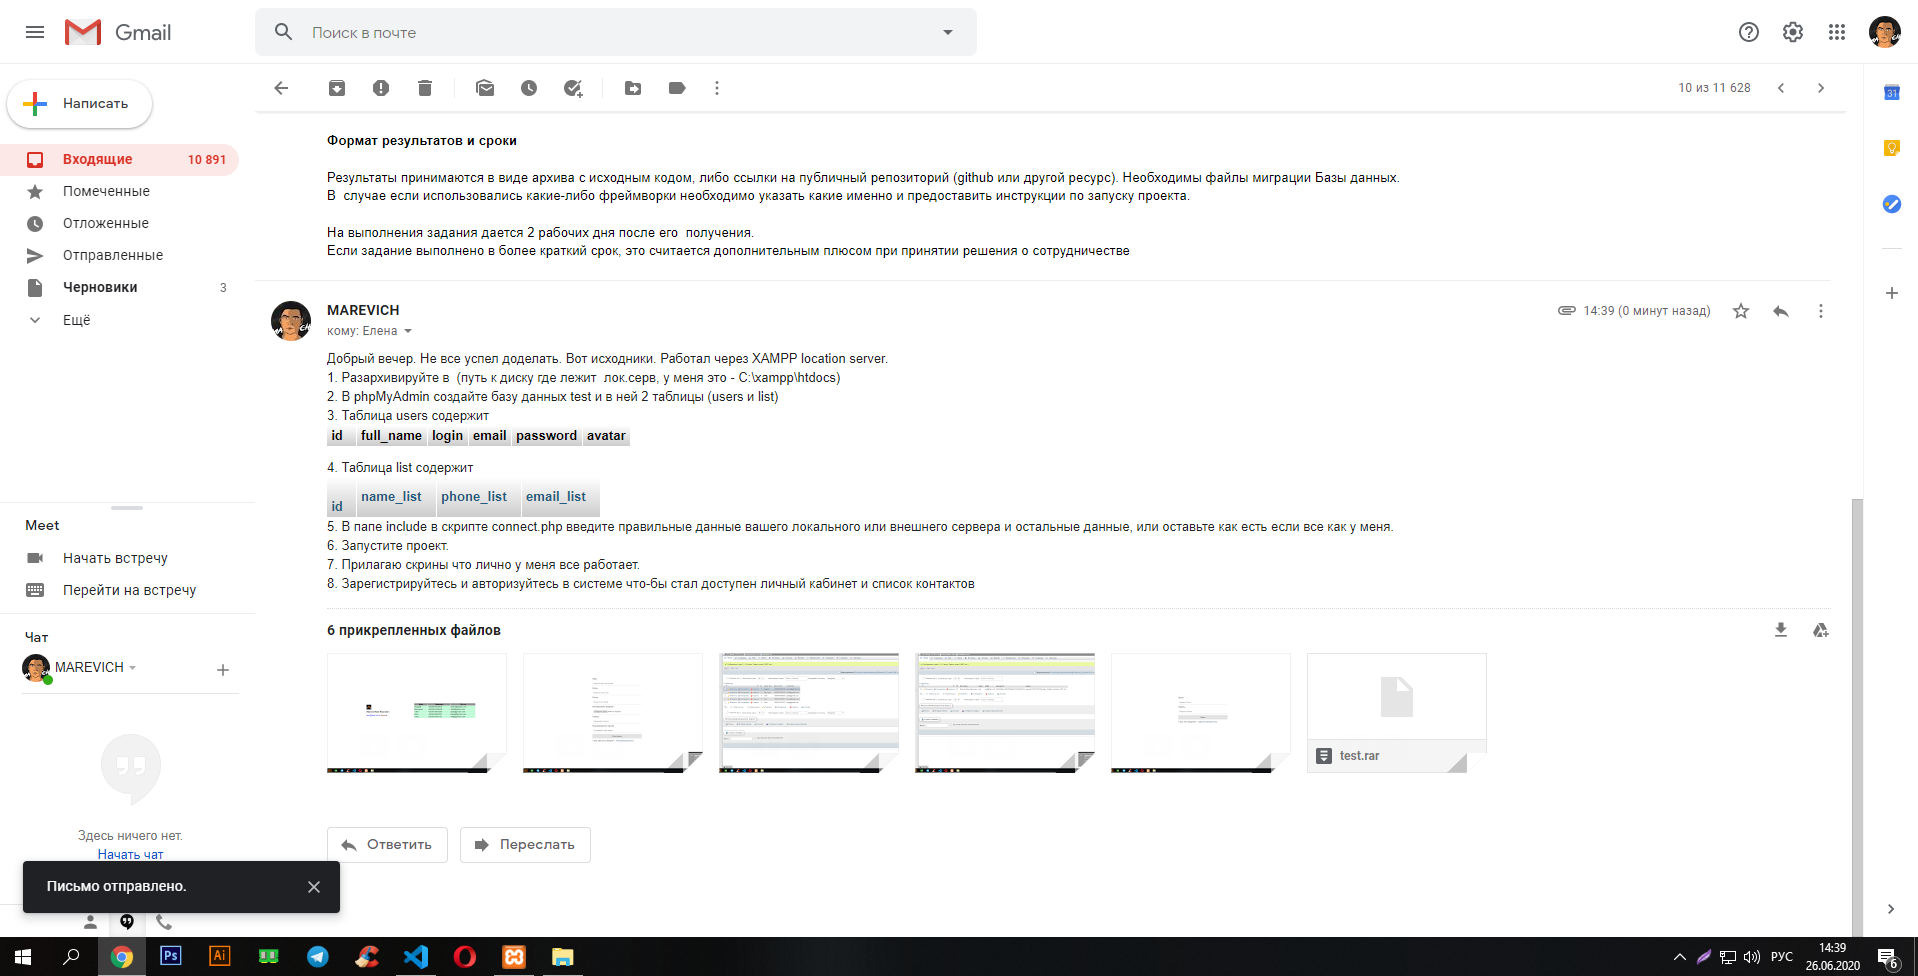 Gmail
Поиск в почте
Написать
10 из 11 628
31
Входящие 10 891
Помеченные
Отложенные
Отправленные
Черновики 3
Ещё
Формат результатов и сроки
Результаты принимаются в виде архива с исходным кодом, либо ссылки на публичный репозиторий (github или другой ресурс). Необходимы файлы миграции Базы данных.
В  случае если использовались какие-либо фреймворки необходимо указать какие именно и предоставить инструкции по запуску проекта.
На выполнения задания дается 2 рабочих дня после его  получения.
Если задание выполнено в более краткий срок, это считается дополнительным плюсом при принятии решения о сотрудничестве
MAREVICH
14:39 (0 минут назад)
кому: Елена
Добрый вечер. Не все успел доделать. Вот исходники. Работал через XAMPP location server.
1. Разархивируйте в  (путь к диску где лежит  лок.серв, у меня это - C:\xampp\htdocs)
2. В phpMyAdmin создайте базу данных test и в ней 2 таблицы (users и list)
3. Таблица users содержит
id full_name login email password avatar
4. Таблица list содержит
id name_list phone_list email_list
5. В папе include в скрипте connect.php введите правильные данные вашего локального или внешнего сервера и остальные данные, или оставьте как есть если все как у меня.
6. Запустите проект.
7. Прилагаю скрины что лично у меня все работает.
8. Зарегистрируйтесь и авторизуйтесь в системе что-бы стал доступен личный кабинет и список контактов
6 прикрепленных файлов
test.rar
Ответить
Переслать
Meet
Начать встречу
Перейти на встречу
Чат
MAREVICH
Здесь ничего нет.
Начать чат
Письмо отправлено.
Ps
Ai
РУС
14:39
26.06.2020
6